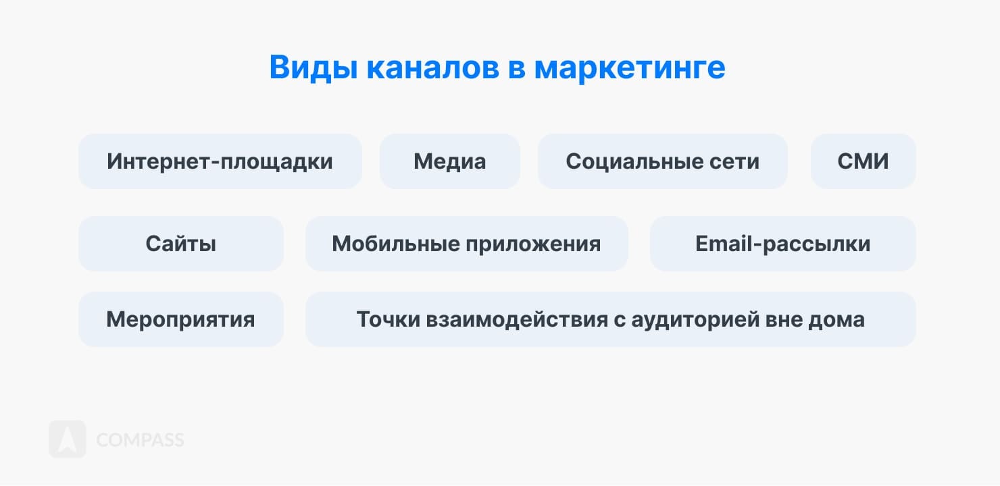 Виды каналов в маркетинге
Интернет-площадки
Медиа
Социальные сети
СМИ
Сайты
Мобильные приложения
Email-рассылки
Мероприятия
Точки взаимодействия с аудиторией вне дома
COMPASS